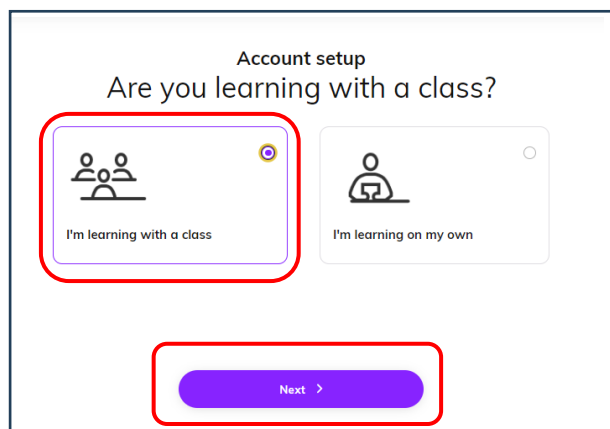 Account setup
Are you learning with a class?
I'm learning with a class
I'm learning on my own
Next